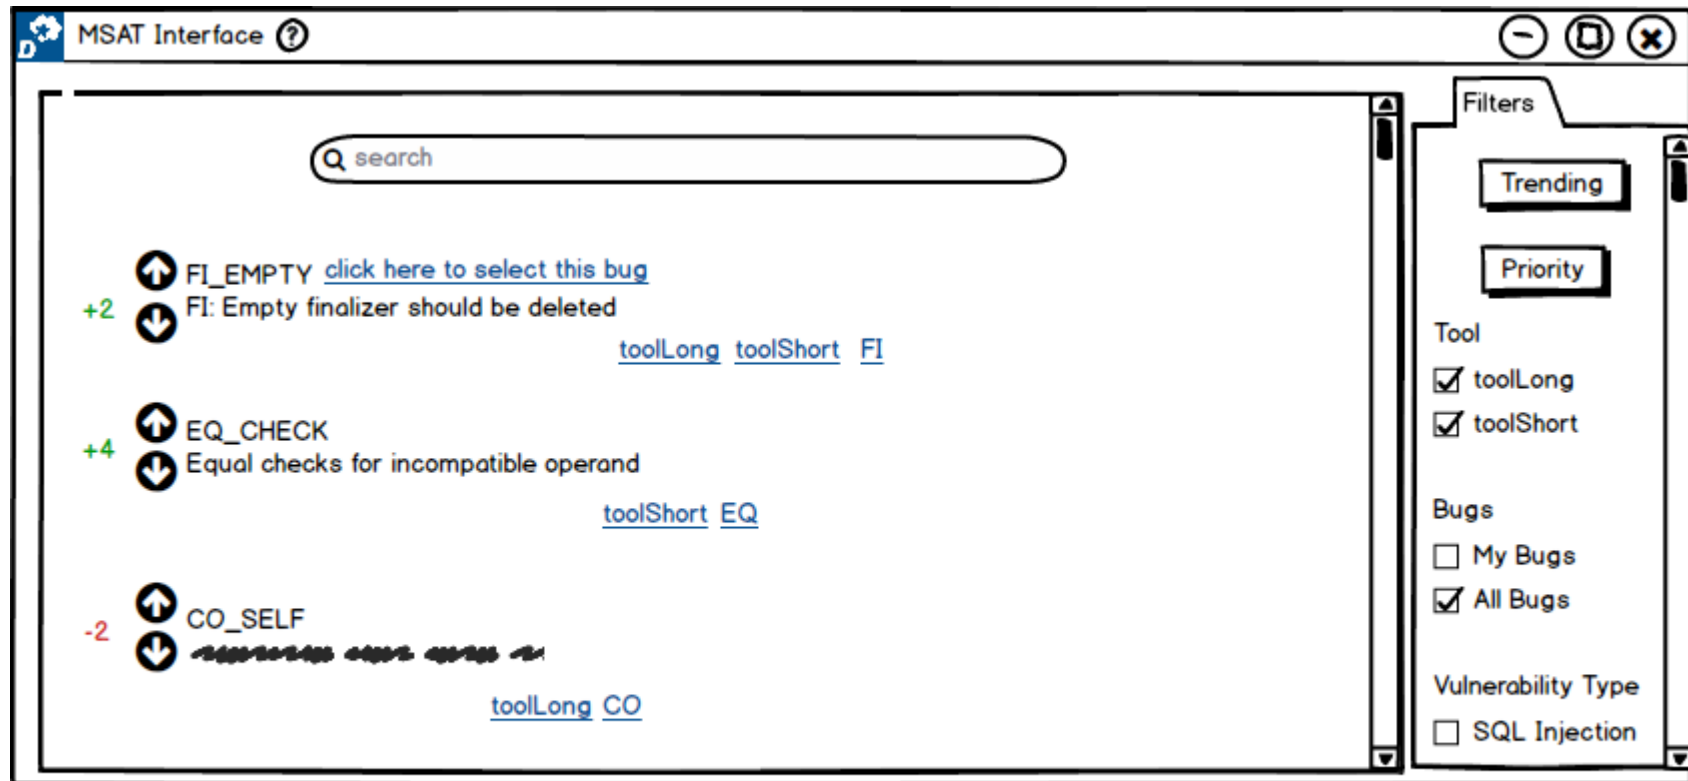 D
MSAT Interface ?
search
FI_EMPTY click here to select this bug
+2
FI: Empty finalizer should be deleted
toolLong toolShort FI
EQ_CHECK
+4
Equal checks for incompatible operand
toolShort EQ
CO_SELF
-2
toolLong CO
Filters
Trending
Priority
Tool
toolLong
toolShort
Bugs
My Bugs
All Bugs
Vulnerability Type
SQL Injection